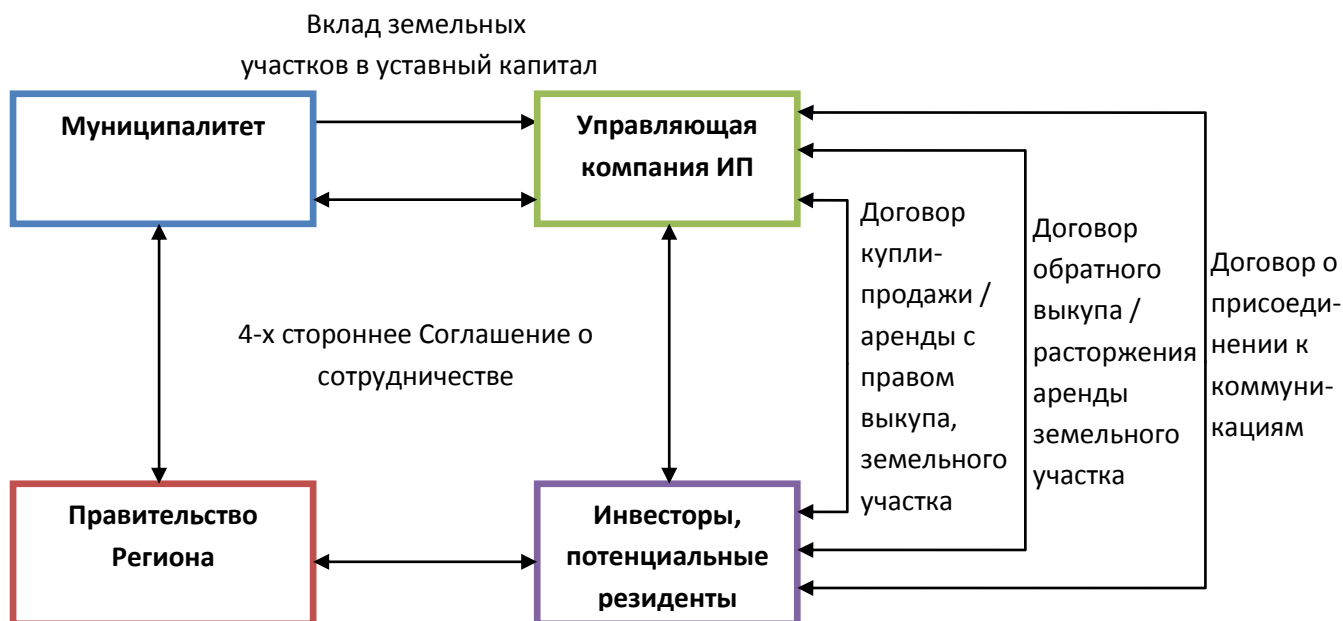 Вклад земельных
участков в уставный капитал
Муниципалитет
Управляющая
компания ИП
Договор
купли-
продажи /
аренды с
правом
выкупа,
земельного
участка
Договор
обратного
выкупа /
расторжения
аренды
земельного
участка
Договор о
присоеди-
нении к
коммуни-
кациям
4-х стороннее Соглашение о
сотрудничестве
Правительство
Региона
Инвесторы,
потенциальные
резиденты